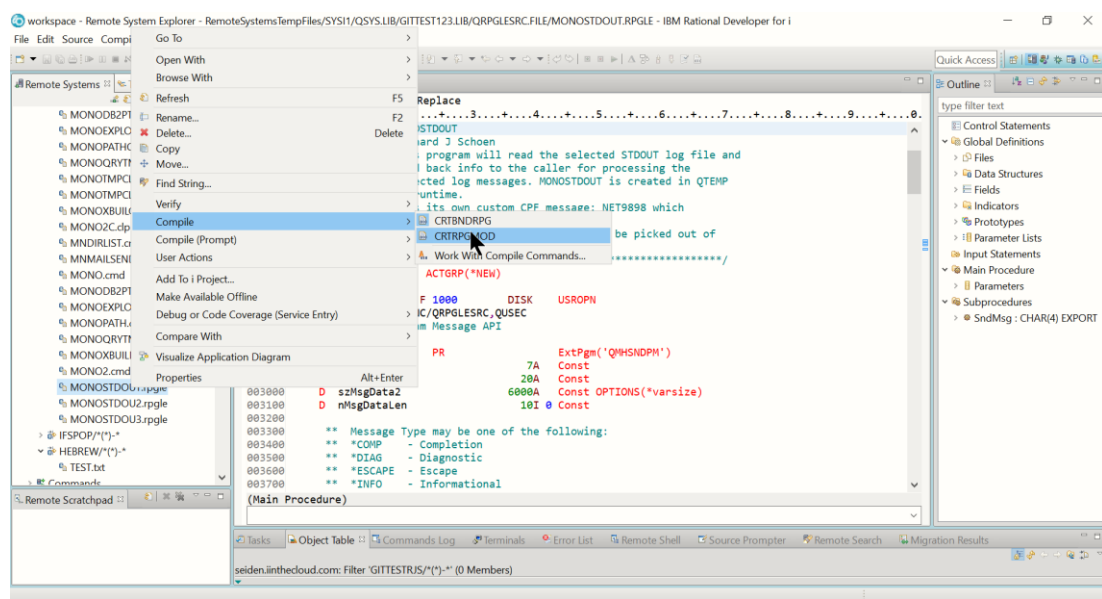 workspace - Remote System Explorer - RemoteSystemsTempFiles/SYSI1/QSYS.LIB/GITTEST123.LIB/QRPGLESRC.FILE/MONOSTDOUT.RPGLE - IBM Rational Developer for i
File Edit Source Compi
Quick Access
Remote Systems
MONODB2PT
MONOEXPLO
MONOPATHC
MONOQRYTM
MONOTMPCL
MONOTMPCL
MONOXBUIL
MONO2C.clp
MNDIRLIST.cr
MNMAILSEND
MONO.cmd
MONODB2PT
MONOEXPLO
MONOPATH.c
MONOQRYTM
MONOXBUIL
MONO2.cmd
MONOSTDOUT.rpgle
MONOSTDOU2.rpgle
MONOSTDOU3.rpgle
IFSPOP/*(*)-*
HEBREW/*(*)-*
TEST.txt
Commands
Remote Scratchpad
Go To
Open With
Browse With
Refresh F5
Rename... F2
Delete... Delete
Copy
Move...
Find String...
Verify
Compile
Compile (Prompt)
User Actions
Add To i Project...
Make Available Offline
Debug or Code Coverage (Service Entry)
Compare With
Visualize Application Diagram
Properties Alt+Enter
CRTBNDRPG
CRTRPGMOD
Work With Compile Commands...
Replace
...+....3....+....4....+....5....+....6....+....7....+....8....+....9....+....0.
STDOUT
ard J Schoen
program will read the selected STDOUT log file and
back info to the caller for processing the
cted log messages. MONOSTDOUT is created in QTEMP
untime.
its own custom CPF message: NET9898 which
be picked out of
******************/
ACTGRP(*NEW)
F 1000 DISK USROPN
IC/QRPGLESRC,QUSEC
am Message API
PR ExtPgm('QMHSNDPM')
7A Const
20A Const
003000 D szMsgData2 6000A Const OPTIONS(*varsize)
003100 D nMsgDataLen 10I 0 Const
003200
003300 ** Message Type may be one of the following:
003400 ** *COMP - Completion
003500 ** *DIAG - Diagnostic
003600 ** *ESCAPE - Escape
003700 ** *INFO - Informational
(Main Procedure)
Outline
type filter text
Control Statements
Global Definitions
Files
Data Structures
Fields
Indicators
Prototypes
Parameter Lists
Input Statements
Main Procedure
Parameters
Subprocedures
SndMsg : CHAR(4) EXPORT
Tasks Object Table Commands Log Terminals Error List Remote Shell Source Prompter Remote Search Migration Results
seiden.iinthecloud.com: Filter 'GITTESTRJS/*(*)-*' (0 Members)